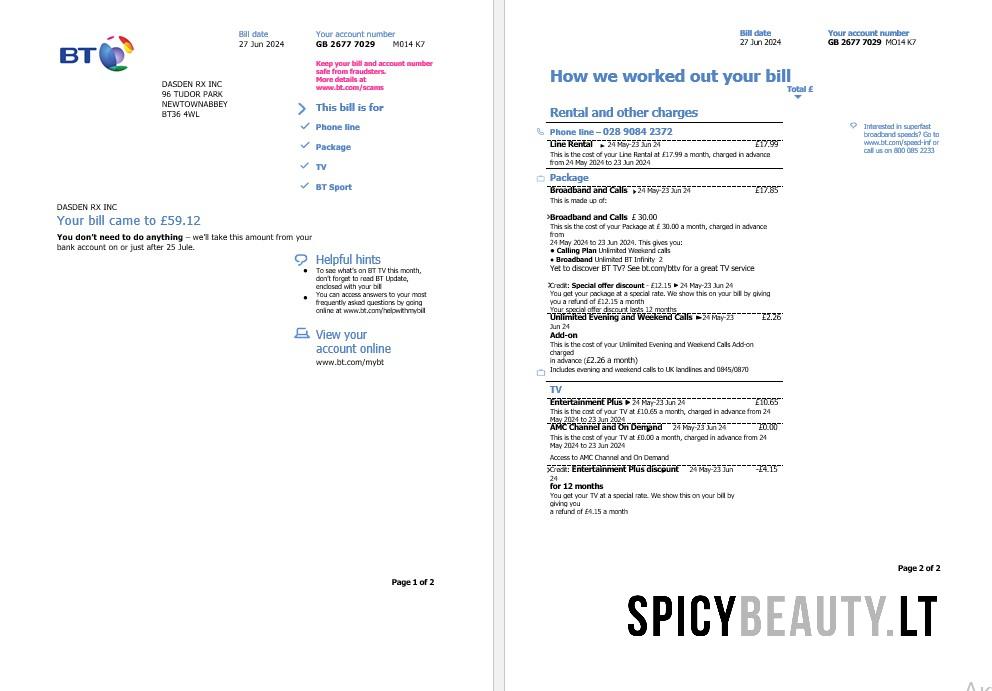 BT
Bill date
27 Jun 2024
Your account number
GB 2677 7029 M014 K7
Keep your bill and account number
safe from fraudsters.
More details at
www.bt.com/scams
DASDEN RX INC
96 TUDOR PARK
NEWTOWNABBEY
BT36 4WL
This bill is for
Phone line
Package
TV
BT Sport
DASDEN RX INC
Your bill came to £59.12
You don't need to do anything – we'll take this amount from your
bank account on or just after 25 Jule.
Helpful hints
• To see what's on BT TV this month,
don't forget to read BT Update,
enclosed with your bill
• You can access answers to your most
frequently asked questions by going
online at www.bt.com/helpwithmybill
View your
account online
www.bt.com/mybt
Page 1 of 2
Bill date
27 Jun 2024
Your account number
GB 2677 7029 MO14 K7
How we worked out your bill
Total £
Rental and other charges
Phone line – 028 9084 2372
Line Rental ► 24 May-23 Jun 24 £17.99
This is the cost of your Line Rental at £17.99 a month, charged in advance
from 24 May 2024 to 23 Jun 2024
Interested in superfast
broadband speeds? Go to
www.bt.com/speed-inf or
call us on 800 085 2233
Package
Broadband and Calls ► 24 May-23 Jun 24 £17.85
This is made up of:
Broadband and Calls £ 30.00
This sis the cost of your Package at £ 30.00 a month, charged in advance
from
24 May 2024 to 23 Jun 2024. This gives you:
• Calling Plan Unlimited Weekend calls
• Broadband Unlimited BT Infinity 2
Yet to discover BT TV? See bt.com/bttv for a great TV service
Credit: Special offer discount - £12.15 ► 24 May-23 Jun 24
You get your package at a special rate. We show this on your bill by giving
you a refund of £12.15 a month
Your special offer discount lasts 12 months
Unlimited Evening and Weekend Calls ► 24 May-23 £2.26
Jun 24
Add-on
This is the cost of your Unlimited Evening and Weekend Calls Add-on
charged
in advance (£2.26 a month)
Includes evening and weekend calls to UK landlines and 0845/0870
TV
Entertainment Plus ► 24 May-23 Jun 24 £10.65
This is the cost of your TV at £10.65 a month, charged in advance from 24
May 2024 to 23 Jun 2024
AMC Channel and On Demand 24 May-23 Jun 24 £0.00
This is the cost of your TV at £0.00 a month, charged in advance from 24
May 2024 to 23 Jun 2024
Access to AMC Channel and On Demand
Credit: Entertainment Plus discount 24 May-23 Jun -£4.15
24
for 12 months
You get your TV at a special rate. We show this on your bill by
giving you
a refund of £4.15 a month
Page 2 of 2
SPICYBEAUTY.LT